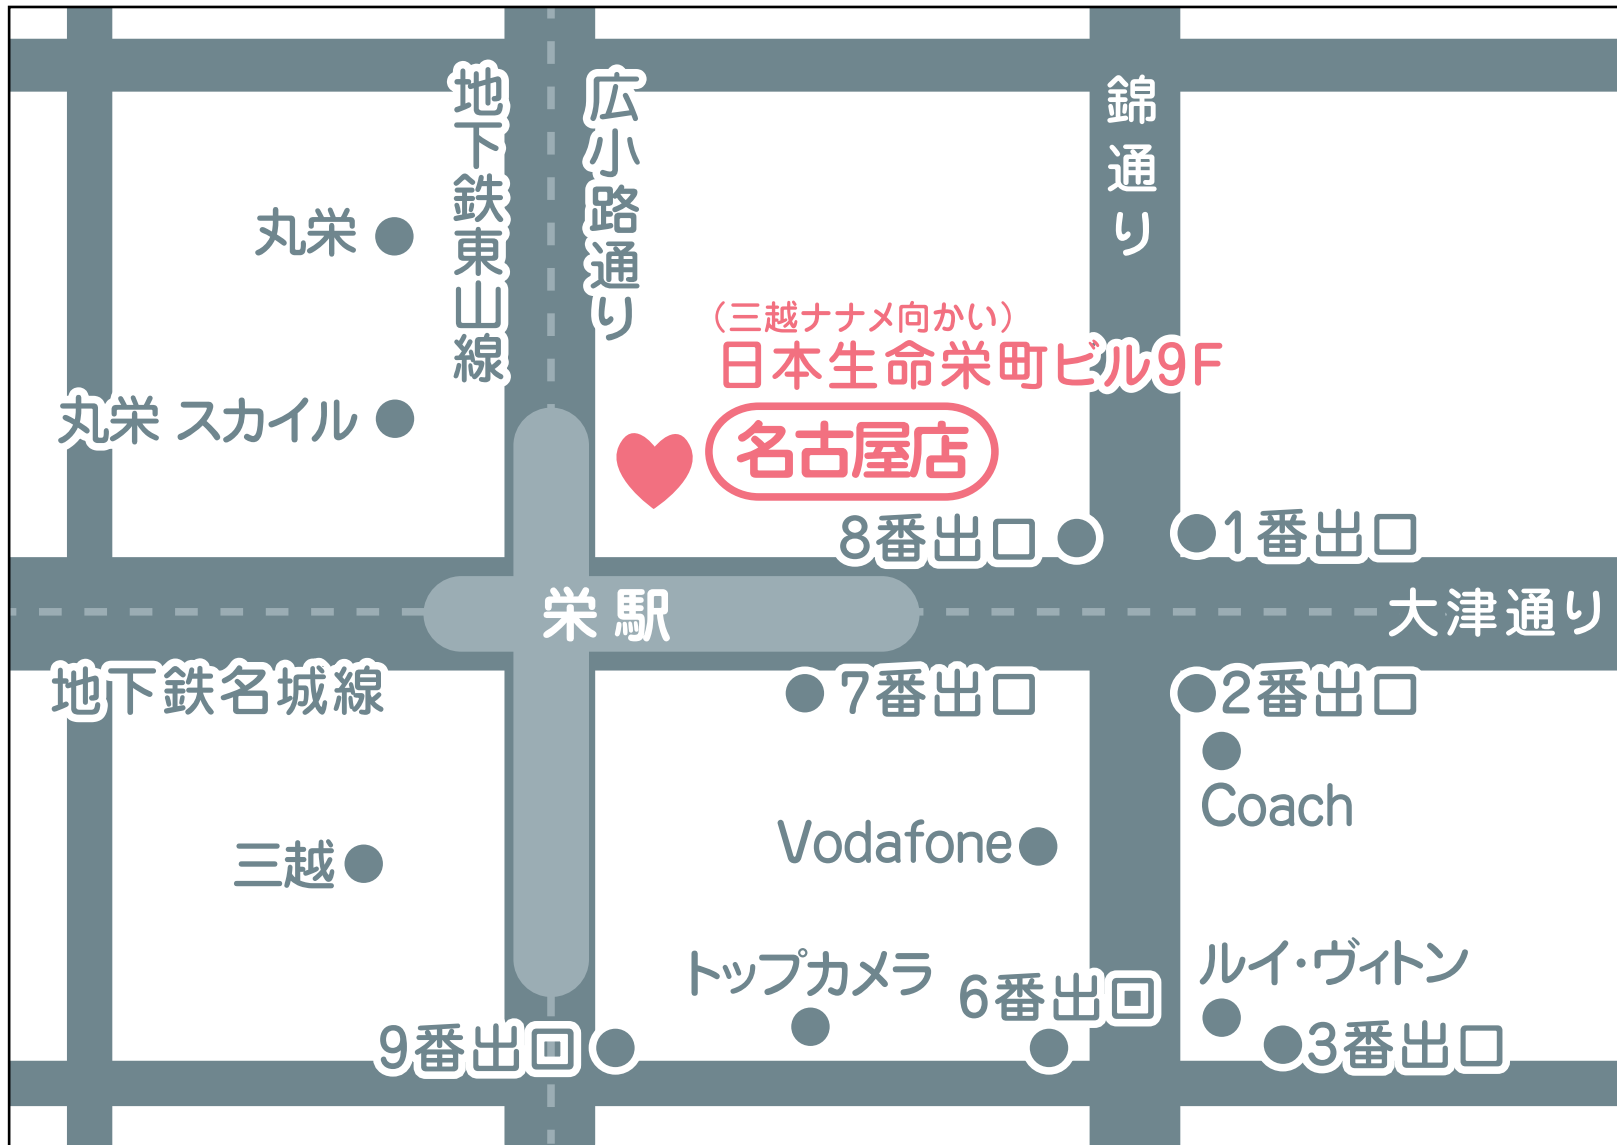 地下鉄東山線
広小路通り
錦通り
丸栄
(三越ナナメ向かい)
日本生命栄町ビル9F
丸栄 スカイル
名古屋店
8番出口
1番出口
栄駅
大津通り
地下鉄名城線
7番出口
2番出口
Coach
Vodafone
三越
トップカメラ
6番出口
ルイ・ヴィトン
9番出口
3番出口